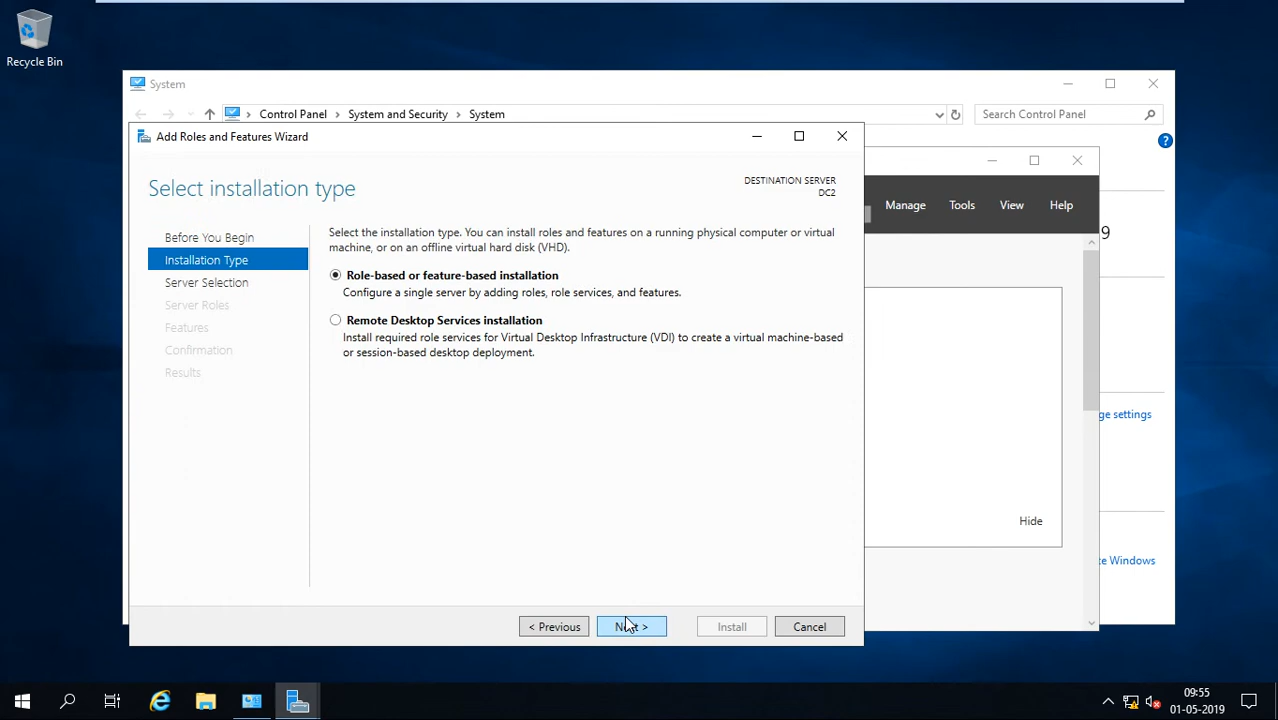 Recycle Bin
System
Control Panel > System and Security > System
Search Control Panel
Add Roles and Features Wizard
Select installation type
DESTINATION SERVER
DC2
Manage Tools View Help
Before You Begin
Installation Type
Server Selection
Server Roles
Features
Confirmation
Results
Select the installation type. You can install roles and features on a running physical computer or virtual
machine, or on an offline virtual hard disk (VHD).
Role-based or feature-based installation
Configure a single server by adding roles, role services, and features.
Remote Desktop Services installation
Install required role services for Virtual Desktop Infrastructure (VDI) to create a virtual machine-based
or session-based desktop deployment.
9
ge settings
Hide
te Windows
< Previous
Next >
Install
Cancel
09:55
01-05-2019